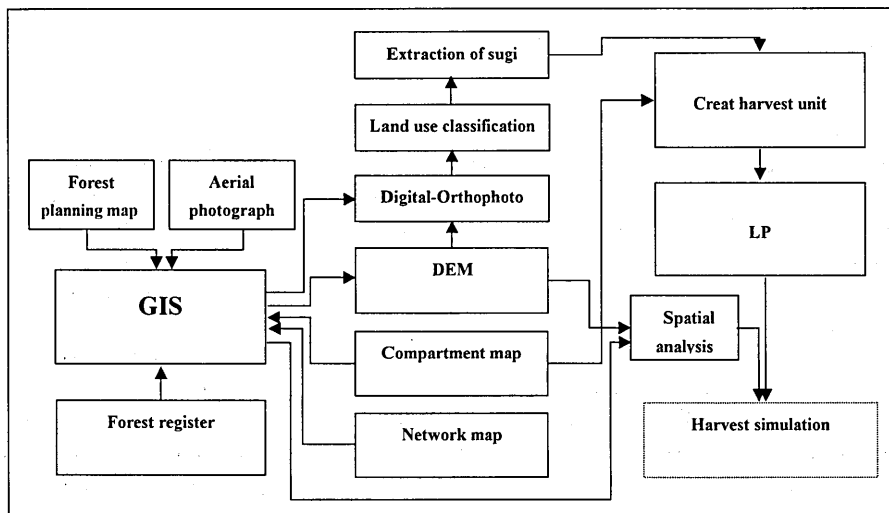 Extraction of sugi
Creat harvest unit
Land use classification
Forest
planning map
Aerial
photograph
Digital-Orthophoto
LP
GIS
DEM
Spatial
analysis
Compartment map
Forest register
Network map
Harvest simulation